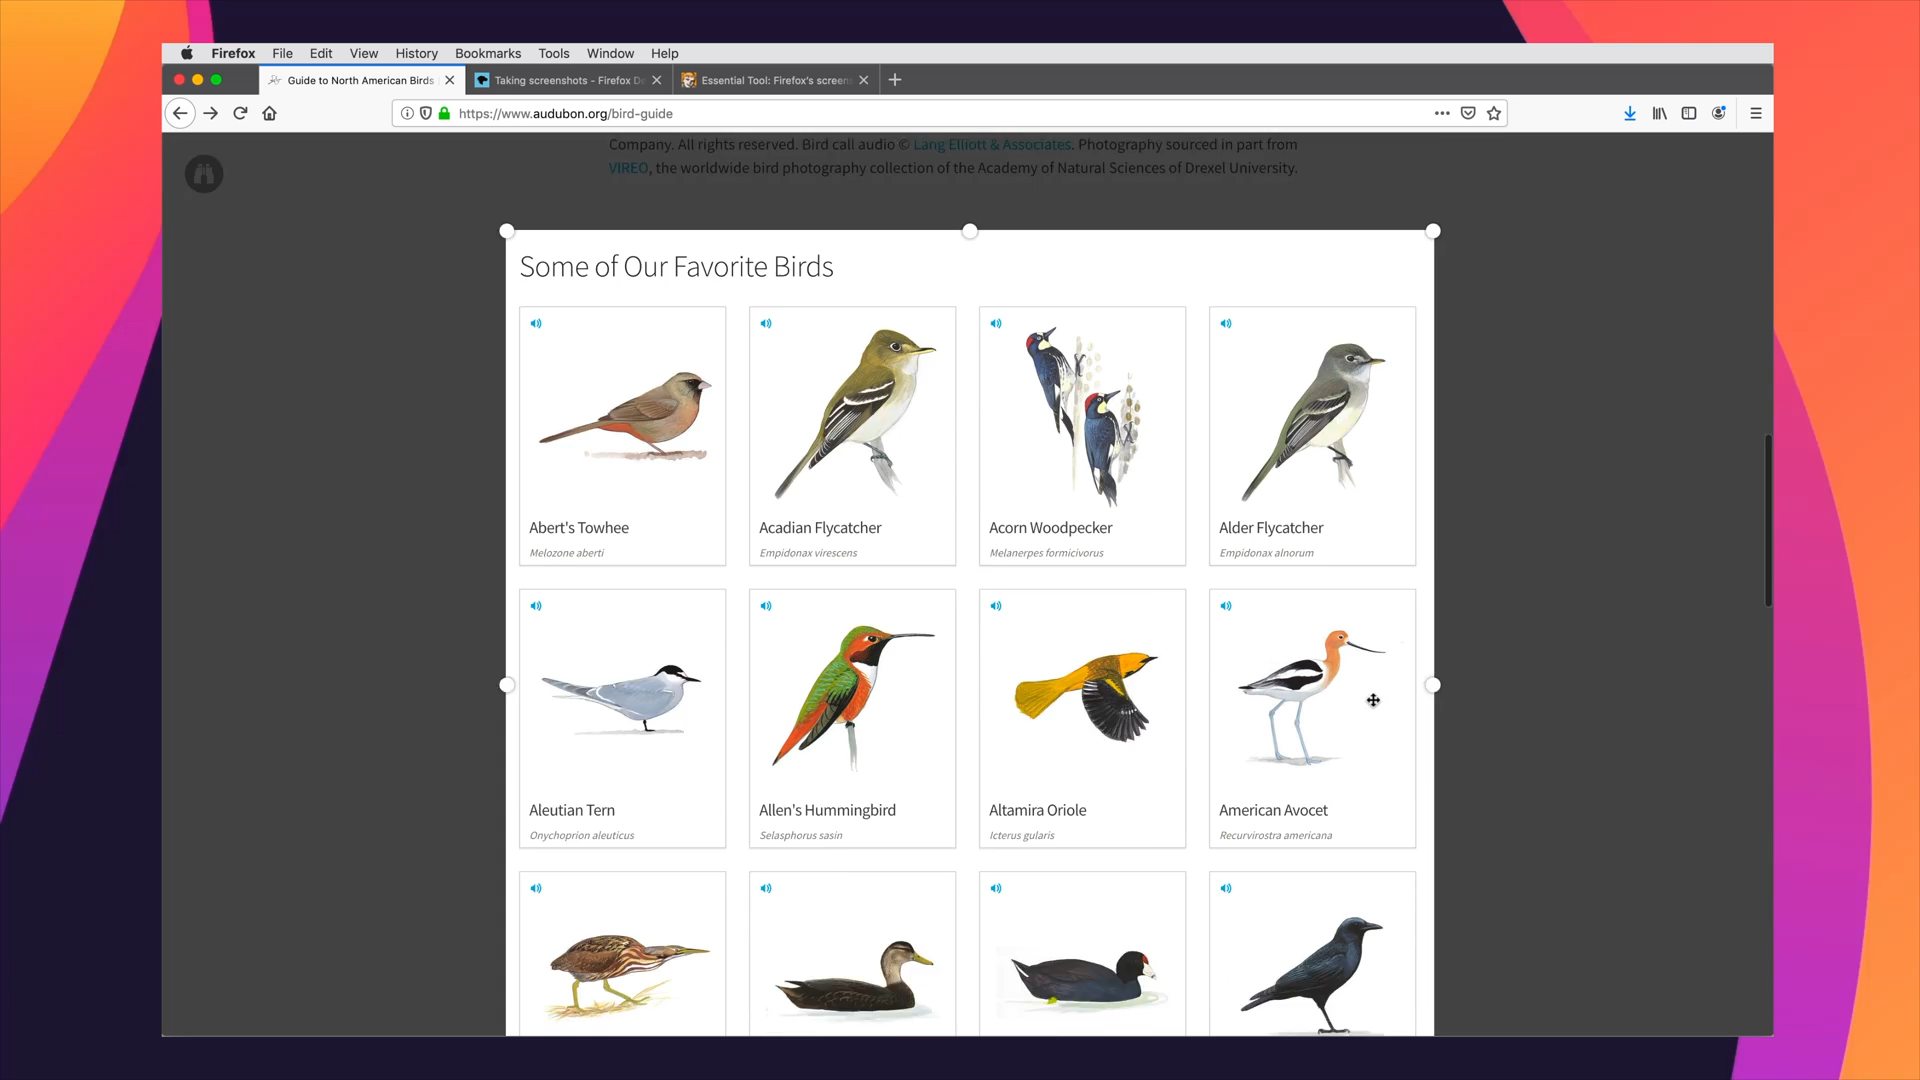 Firefox File Edit View History Bookmarks Tools Window Help
Guide to North American Birds
Taking screenshots - Firefox D
Essential Tool: Firefox's screen
https://www.audubon.org/bird-guide
Company. All rights reserved. Bird call audio © Lang Elliott & Associates. Photography sourced in part from
VIREO, the worldwide bird photography collection of the Academy of Natural Sciences of Drexel University.
Some of Our Favorite Birds
Abert's Towhee
Melozone aberti
Acadian Flycatcher
Empidonax virescens
Acorn Woodpecker
Melanerpes formicivorus
Alder Flycatcher
Empidonax alnorum
Aleutian Tern
Onychoprion aleuticus
Allen's Hummingbird
Selasphorus sasin
Altamira Oriole
Icterus gularis
American Avocet
Recurvirostra americana